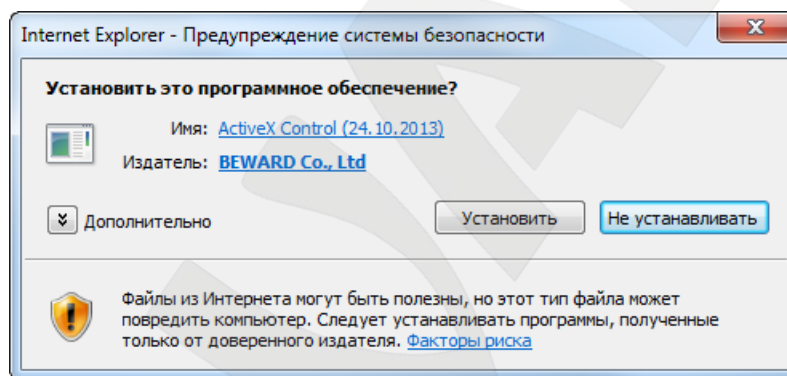 Internet Explorer - Предупреждение системы безопасности
Установить это программное обеспечение?
Имя: ActiveX Control (24.10.2013)
Издатель: BEWARD Co., Ltd
Дополнительно
Установить
Не устанавливать
Файлы из Интернета могут быть полезны, но этот тип файла может
повредить компьютер. Следует устанавливать программы, полученные
только от доверенного издателя. Факторы риска